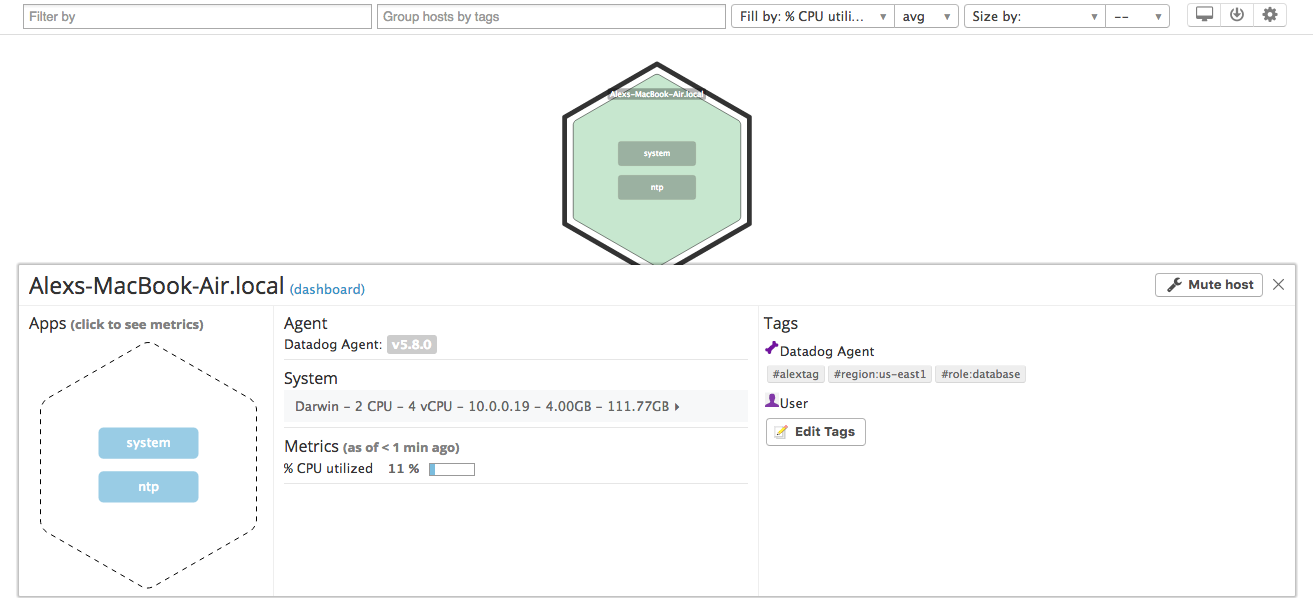 Filter by Group hosts by tags Fill by: % CPU utili... avg Size by: --
Alexs-MacBook-Air.local
system
ntp
Alexs-MacBook-Air.local (dashboard) Mute host
Apps (click to see metrics)
system
ntp
Agent
Datadog Agent: v5.8.0
System
Darwin – 2 CPU – 4 vCPU – 10.0.0.19 – 4.00GB – 111.77GB
Metrics (as of < 1 min ago)
% CPU utilized 11 %
Tags
Datadog Agent
#alextag #region:us-east1 #role:database
User
Edit Tags